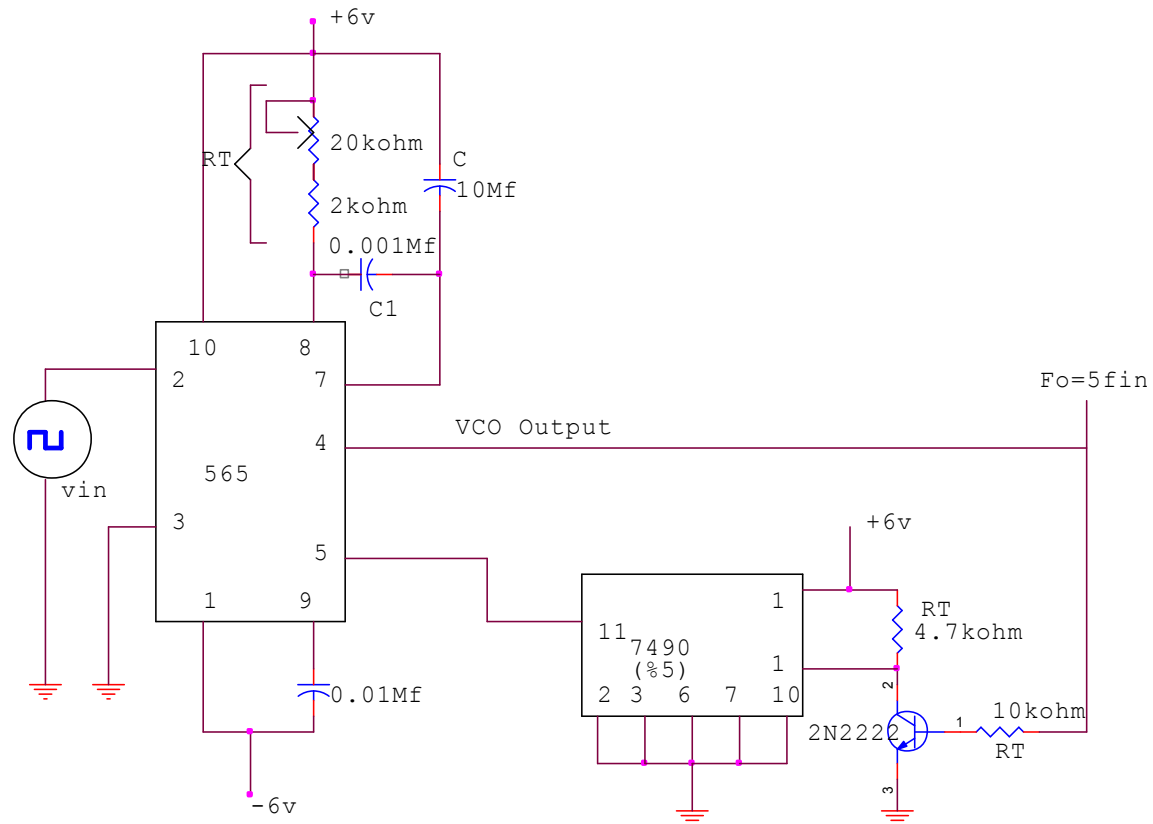 +6v
RT
20kohm
2kohm
C
10Mf
0.001Mf
C1
10
8
2
7
Fo=5fin
VCO Output
4
565
vin
3
5
+6v
1
9
1
RT
4.7kohm
11
7490
(%5)
1
2
3
6
7
10
2
0.01Mf
10kohm
2N2222
1
RT
3
-6v